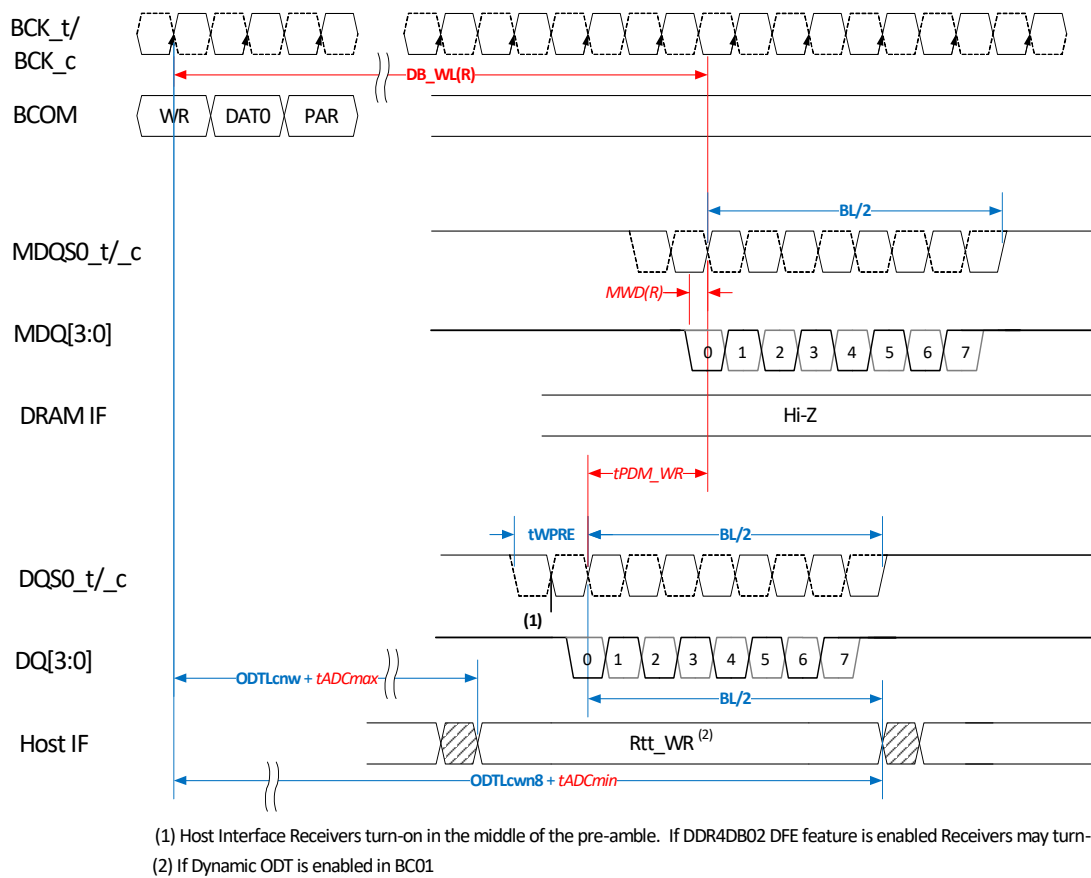 BCK_t/
BCK_c
DB_WL(R)
BCOM
WR DAT0 PAR
BL/2
MDQS0_t/_c
MWD(R)
MDQ[3:0]
0 1 2 3 4 5 6 7
DRAM IF
Hi-Z
tPDM_WR
tWPRE
BL/2
DQS0_t/_c
(1)
DQ[3:0]
0 1 2 3 4 5 6 7
ODTLcnw + tADCmax
BL/2
Host IF
Rtt_WR (2)
ODTLcwn8 + tADCmin
(1) Host Interface Receivers turn-on in the middle of the pre-amble. If DDR4DB02 DFE feature is enabled Receivers may turn-
(2) If Dynamic ODT is enabled in BC01